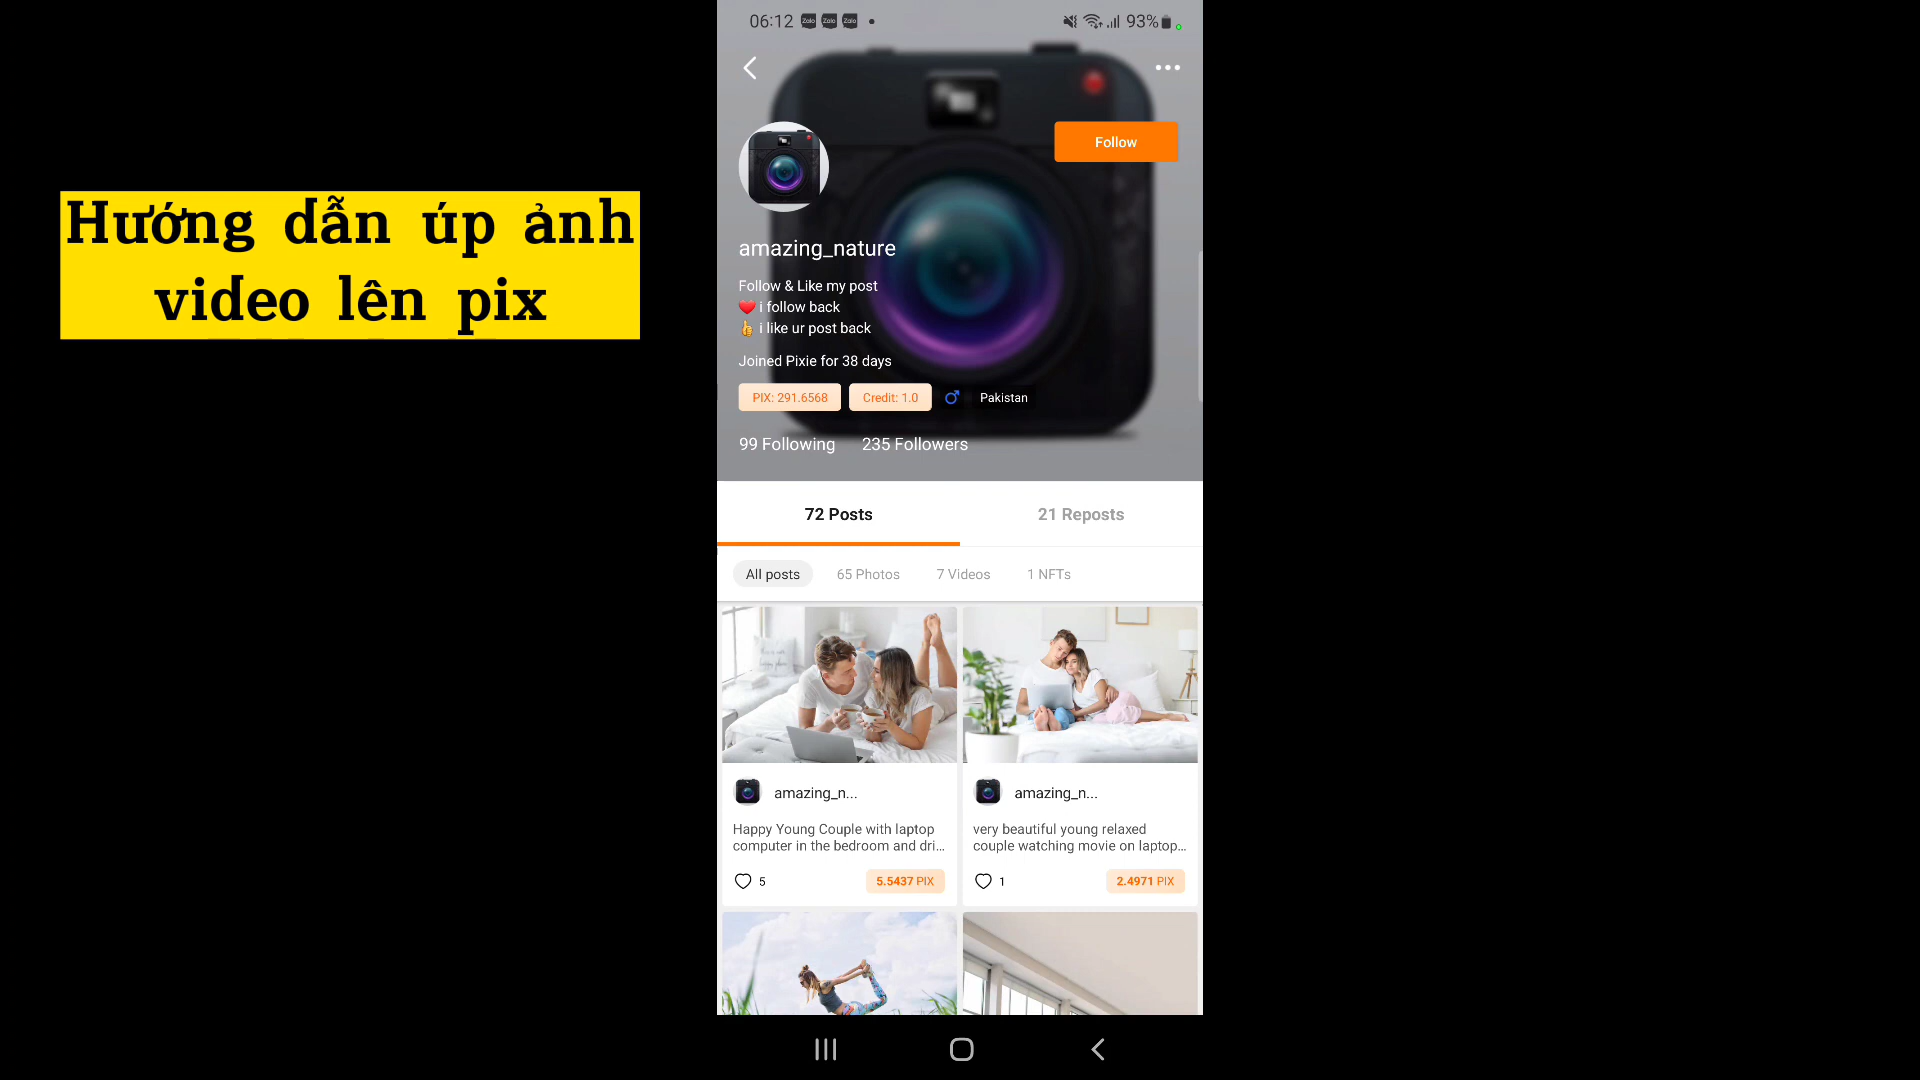 06:12
93%
Hướng dẫn úp ảnh
video lên pix
Follow
amazing_nature
Follow & Like my post
❤️ i follow back
👍 i like ur post back
Joined Pixie for 38 days
PIX: 291.6568 Credit: 1.0 Pakistan
99 Following 235 Followers
72 Posts 21 Reposts
All posts 65 Photos 7 Videos 1 NFTs
amazing_n...
Happy Young Couple with laptop
computer in the bedroom and dri...
5 5.5437 PIX
amazing_n...
very beautiful young relaxed
couple watching movie on laptop...
1 2.4971 PIX